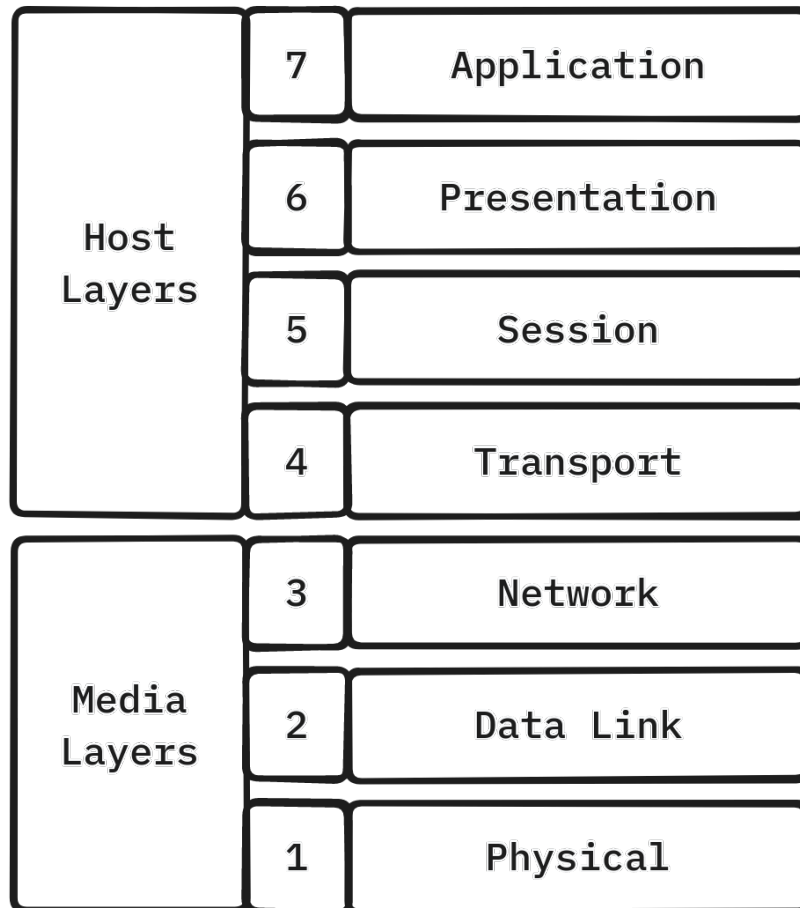 7 Application
6 Presentation
Host
Layers
5 Session
4 Transport
3 Network
Media
Layers
2 Data Link
1 Physical